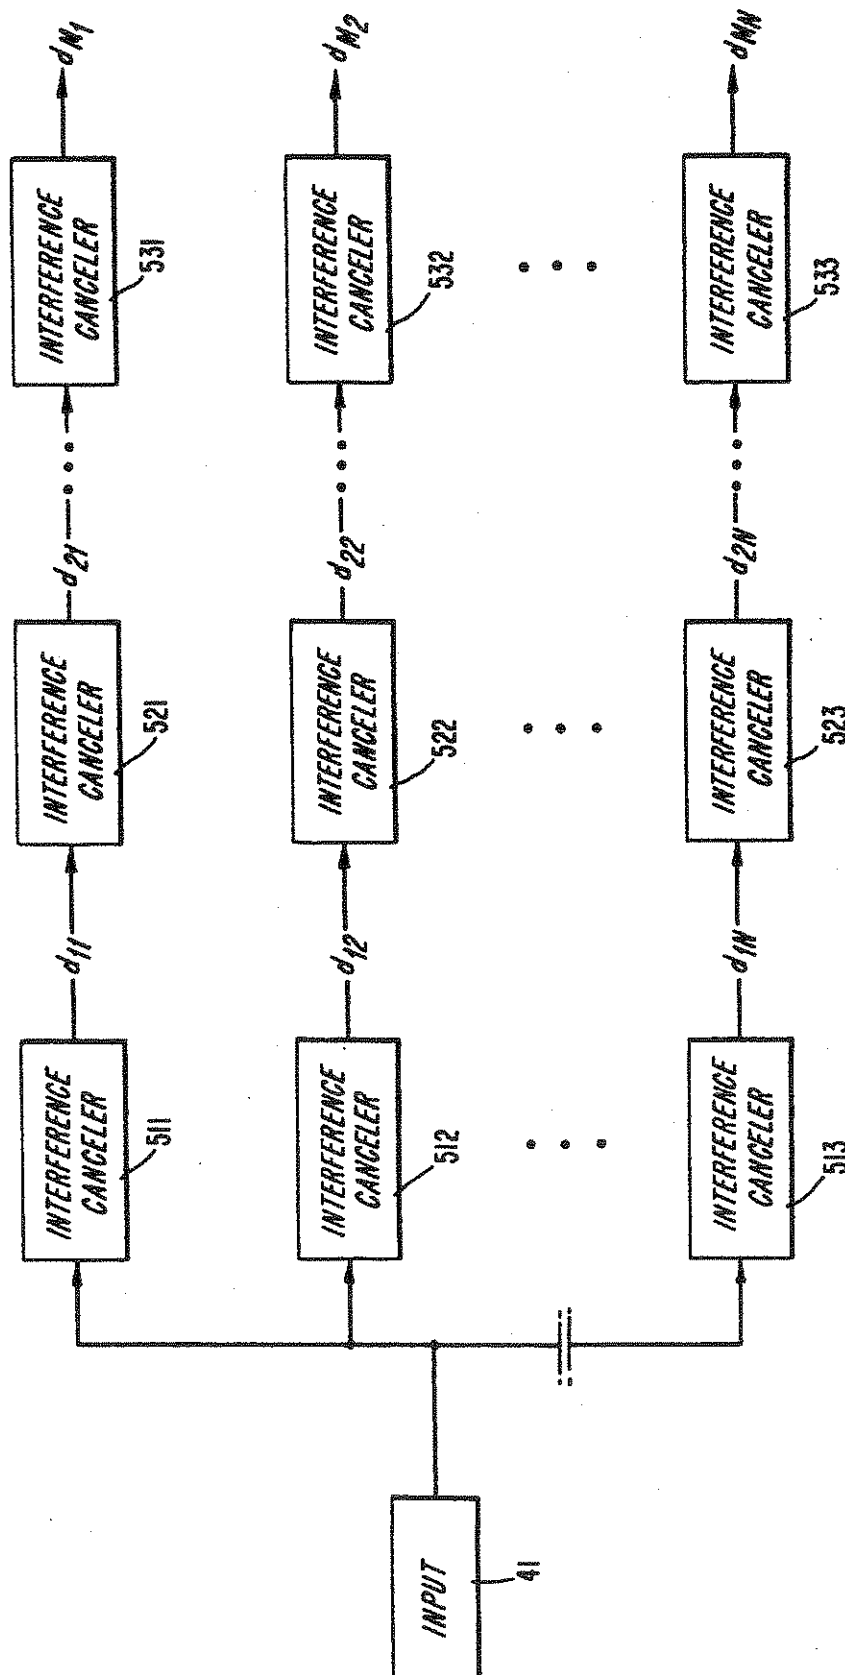 INPUT
41
INTERFERENCE
CANCELER
511
d11
INTERFERENCE
CANCELER
521
d21
INTERFERENCE
CANCELER
531
dM1
INTERFERENCE
CANCELER
512
d12
INTERFERENCE
CANCELER
522
d22
INTERFERENCE
CANCELER
532
dM2
INTERFERENCE
CANCELER
513
d1N
INTERFERENCE
CANCELER
523
d2N
INTERFERENCE
CANCELER
533
dMN